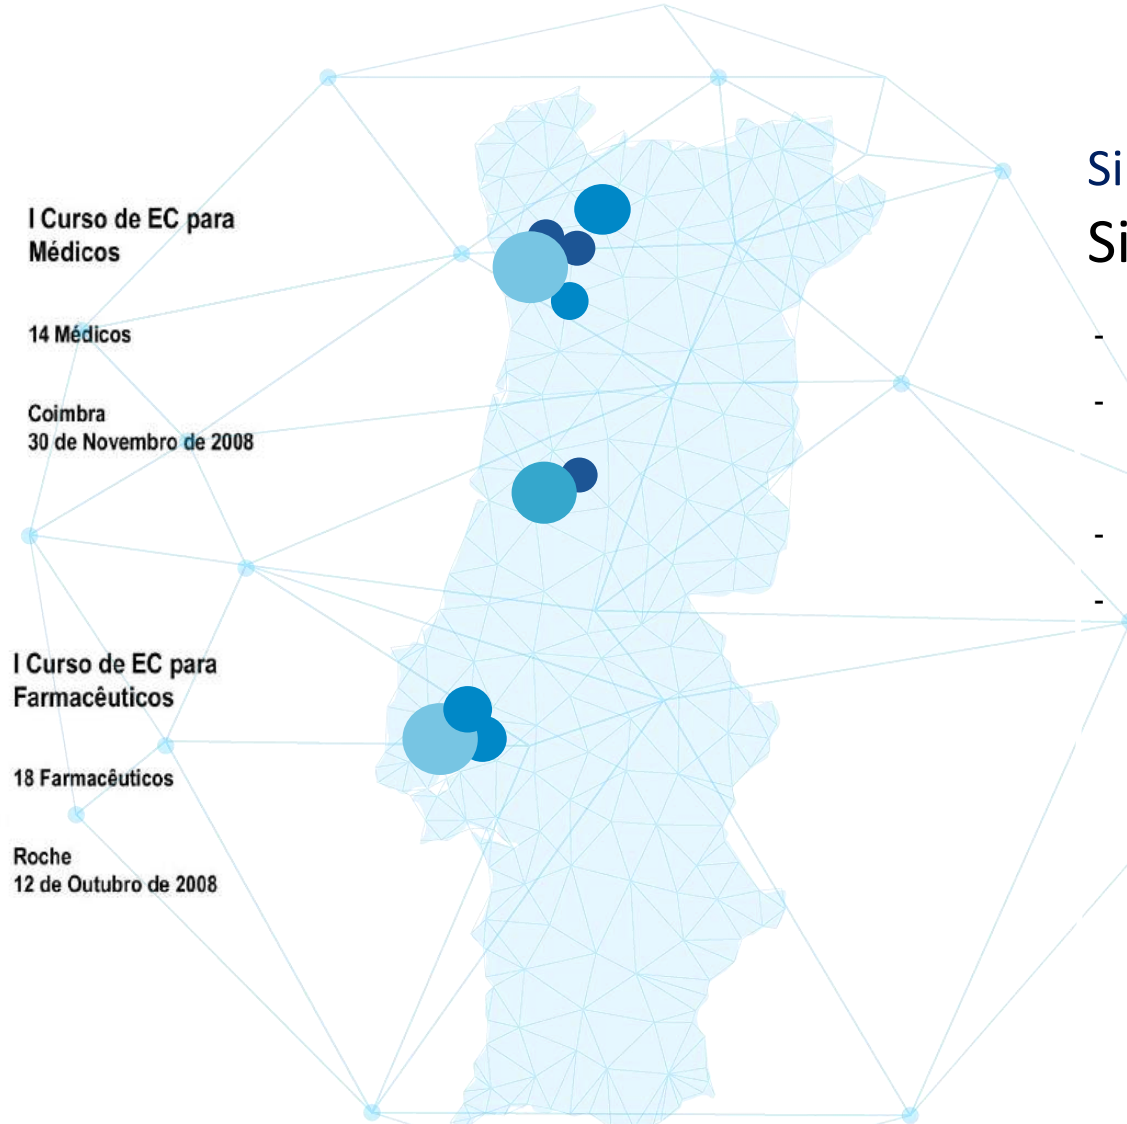 I Curso de EC para
Médicos
14 Médicos
Coimbra
30 de Novembro de 2008
I Curso de EC para
Farmacêuticos
18 Farmacêuticos
Roche
12 de Outubro de 2008
Si
Si
-
-
-
-